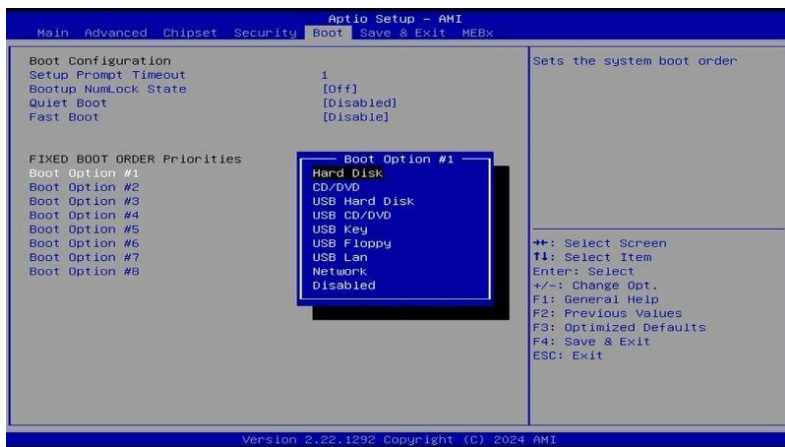 Aptio Setup – AMI
Main Advanced Chipset Security Boot Save & Exit MEBx
Boot Configuration
Setup Prompt Timeout 1
Bootup NumLock State [Off]
Quiet Boot [Disabled]
Fast Boot [Disable]
FIXED BOOT ORDER Priorities
Boot Option #1
Boot Option #2
Boot Option #3
Boot Option #4
Boot Option #5
Boot Option #6
Boot Option #7
Boot Option #8
Boot Option #1
Hard Disk
CD/DVD
USB Hard Disk
USB CD/DVD
USB Key
USB Floppy
USB Lan
Network
Disabled
Sets the system boot order
→←: Select Screen
↑↓: Select Item
Enter: Select
+/-: Change Opt.
F1: General Help
F2: Previous Values
F3: Optimized Defaults
F4: Save & Exit
ESC: Exit
Version 2.22.1292 Copyright (C) 2024 AMI